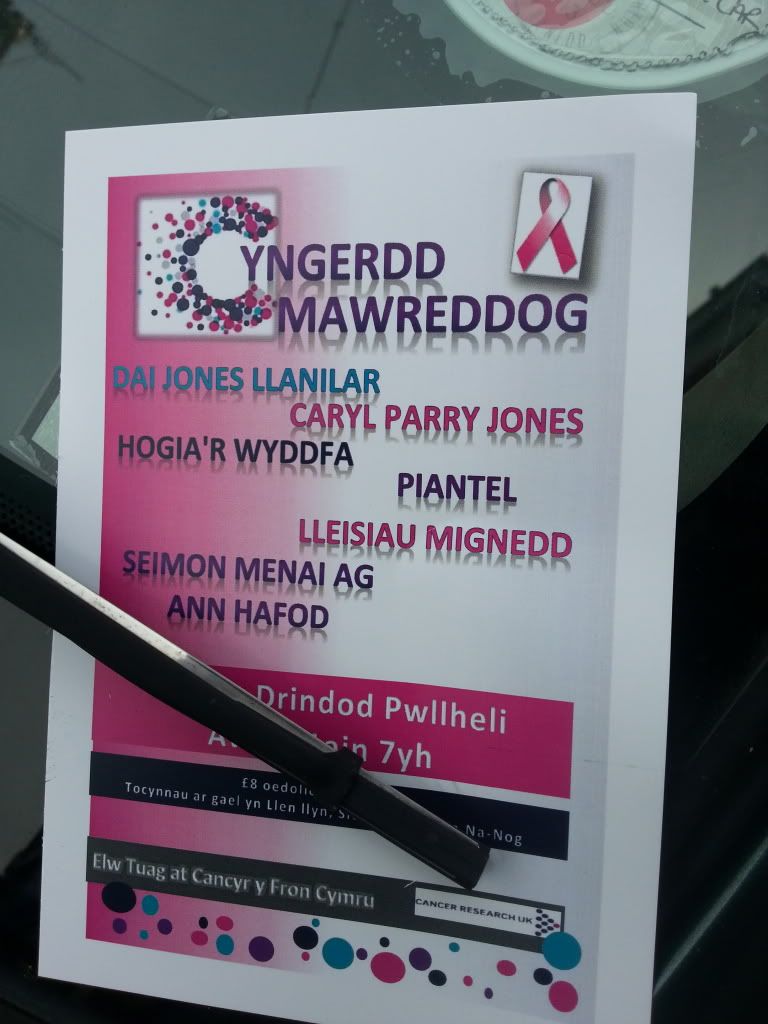 CYNGERDD
MAWREDDOG
DAI JONES LLANILAR
CARYL PARRY JONES
HOGIA'R WYDDFA
PIANTEL
LLEISIAU MIGNEDD
SEIMON MENAI AG
ANN HAFOD
Drindod Pwllheli
7yh
£8
Tocynnau ar gael yn Llen llyn, Na-Nog
Elw Tuag at Cancyr y Fron Cymru
CANCER RESEARCH UK